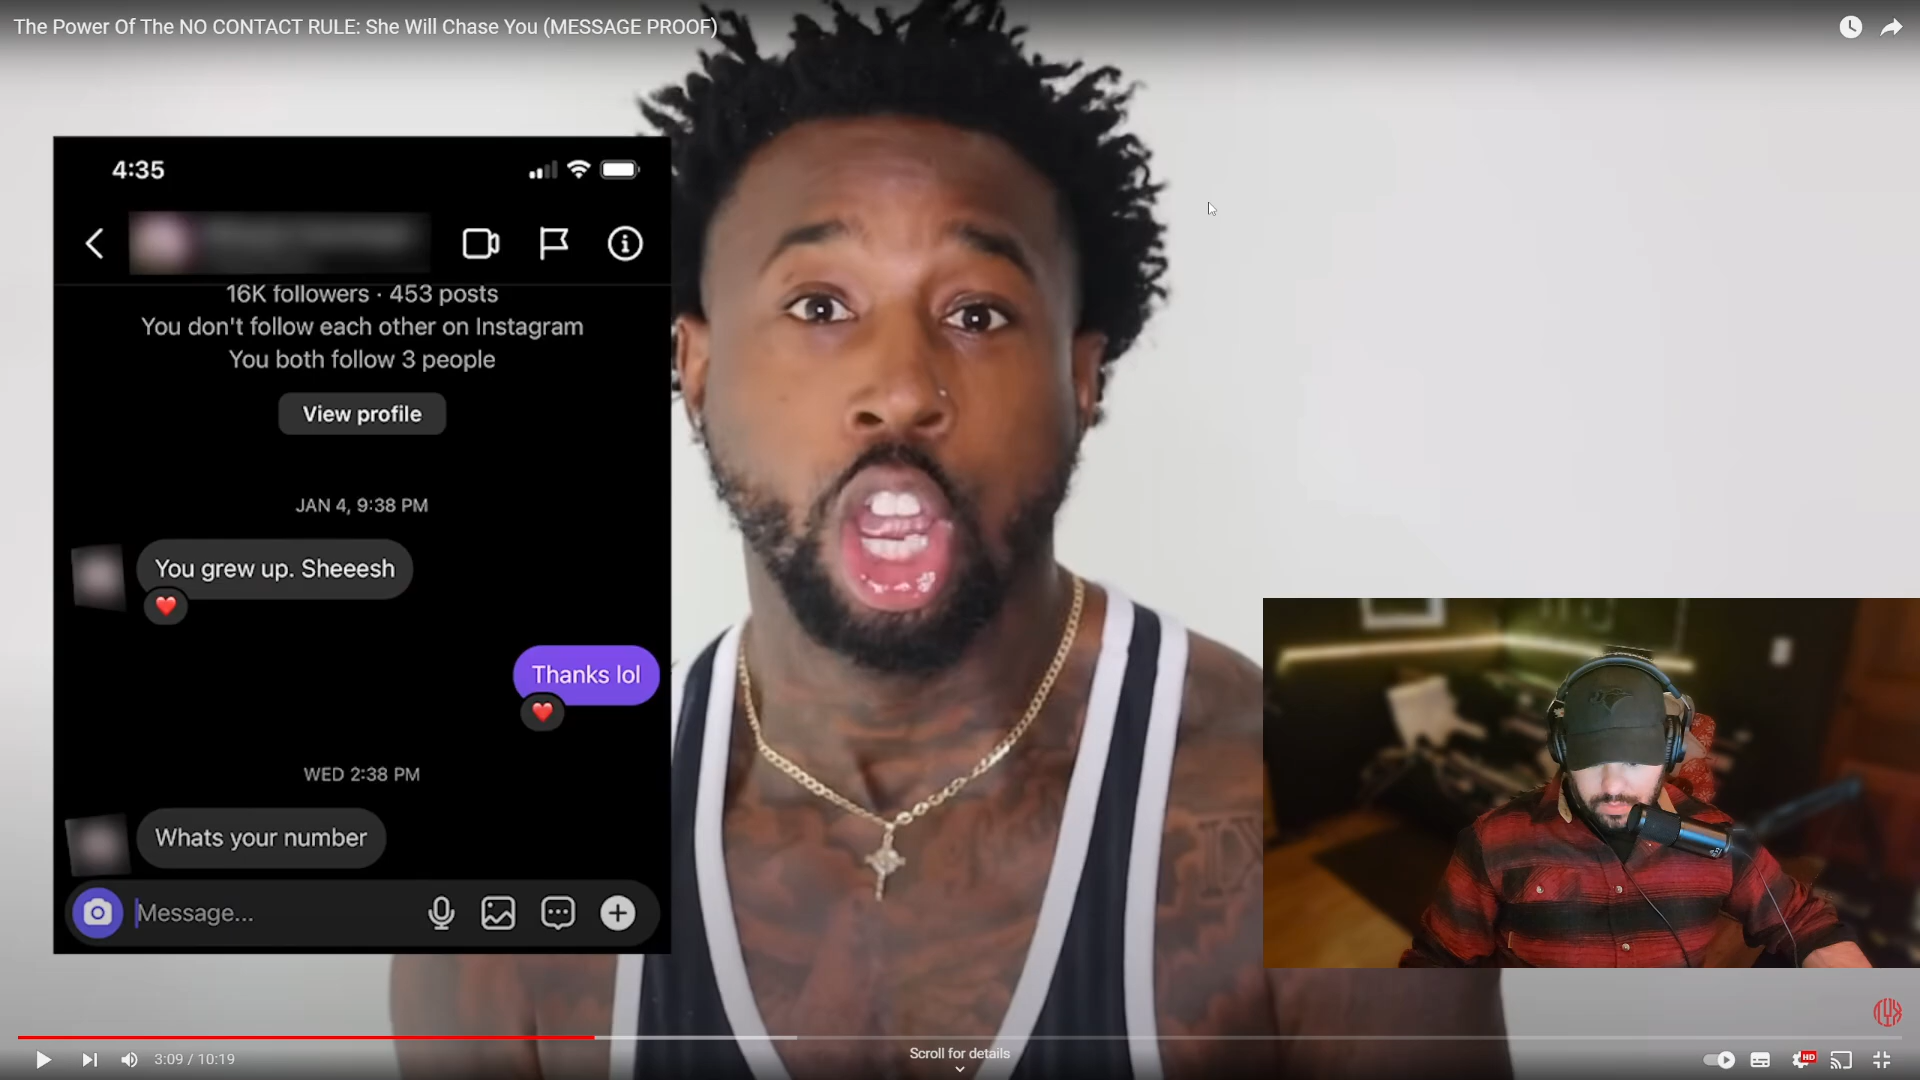 The Power Of The NO CONTACT RULE: She Will Chase You (MESSAGE PROOF)
4:35
16K followers · 453 posts
You don't follow each other on Instagram
You both follow 3 people
View profile
JAN 4, 9:38 PM
You grew up. Sheeesh
Thanks lol
WED 2:38 PM
Whats your number
Message...
3:09 / 10:19
Scroll for details
HD